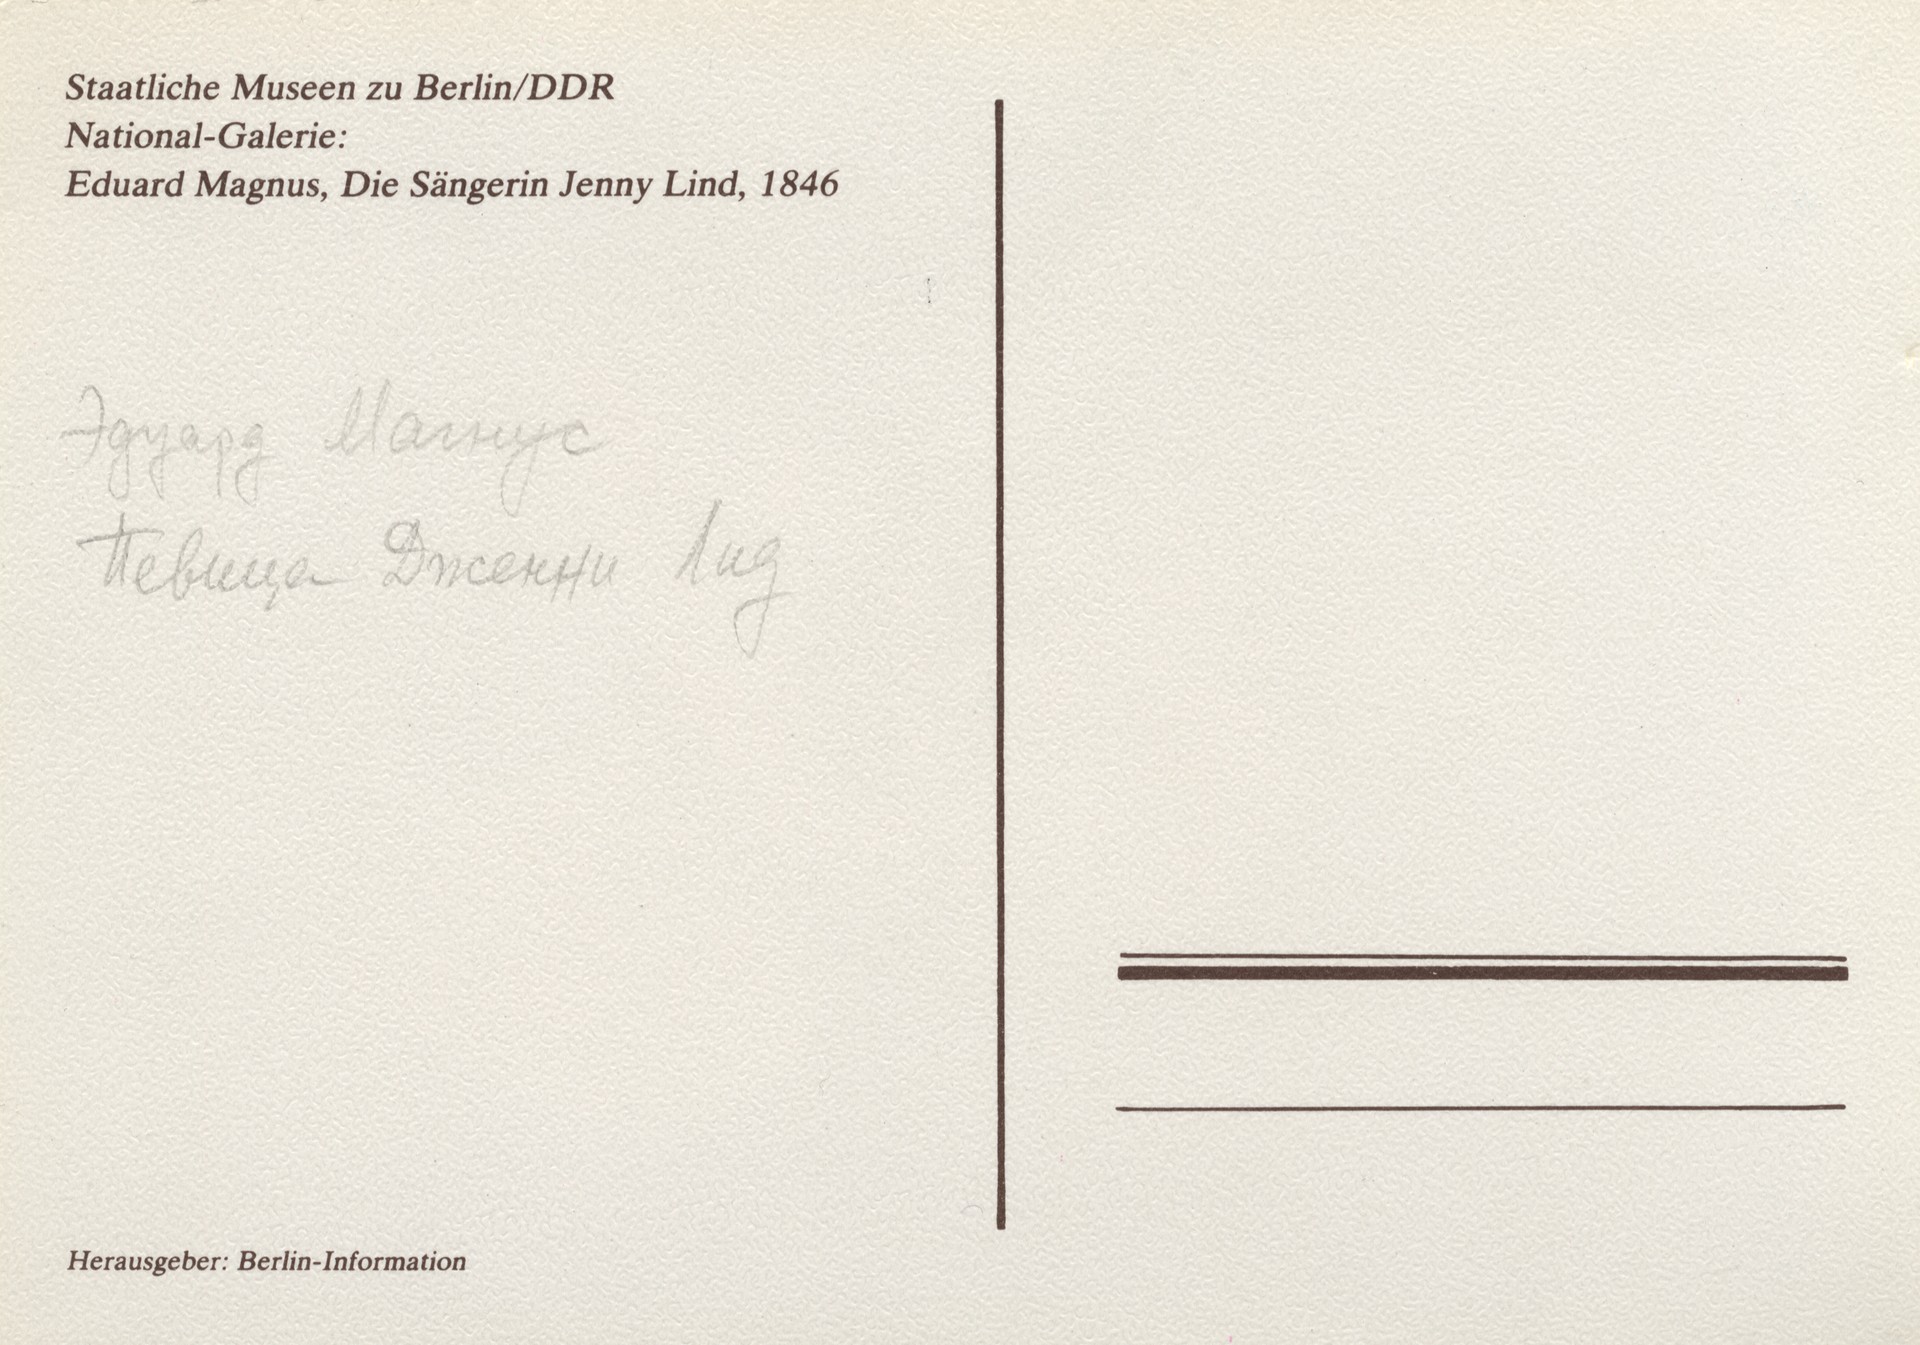 Staatliche Museen zu Berlin/DDR
National-Galerie:
Eduard Magnus, Die Sängerin Jenny Lind, 1846
Эдуард Магнус
Певица Дженни Лид
Herausgeber: Berlin-Information